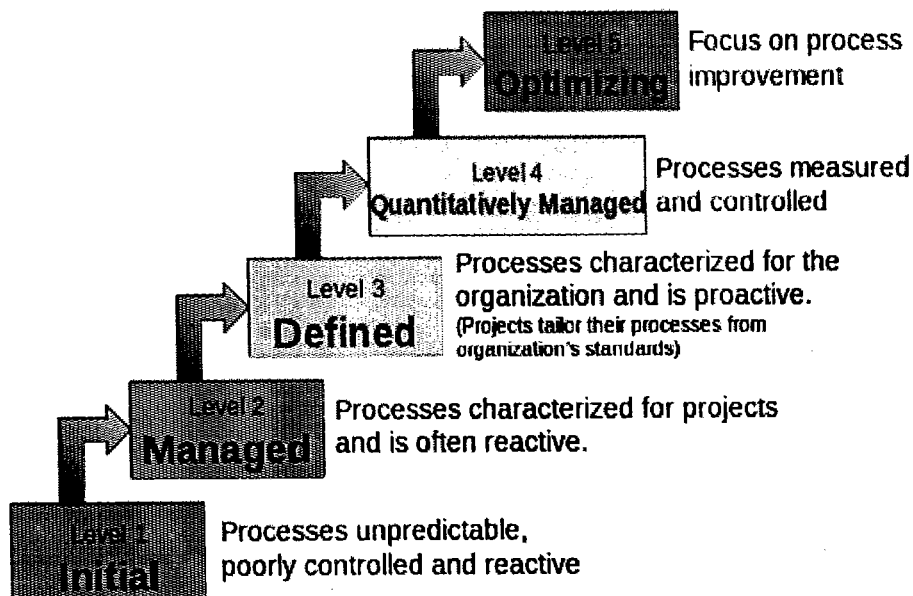 Level 5
Optimizing
Focus on process
improvement
Level 4
Quantitatively Managed
Processes measured
and controlled
Level 3
Defined
Processes characterized for the
organization and is proactive.
(Projects tailor their processes from
organization's standards)
Level 2
Managed
Processes characterized for projects
and is often reactive.
Level 1
Initial
Processes unpredictable,
poorly controlled and reactive